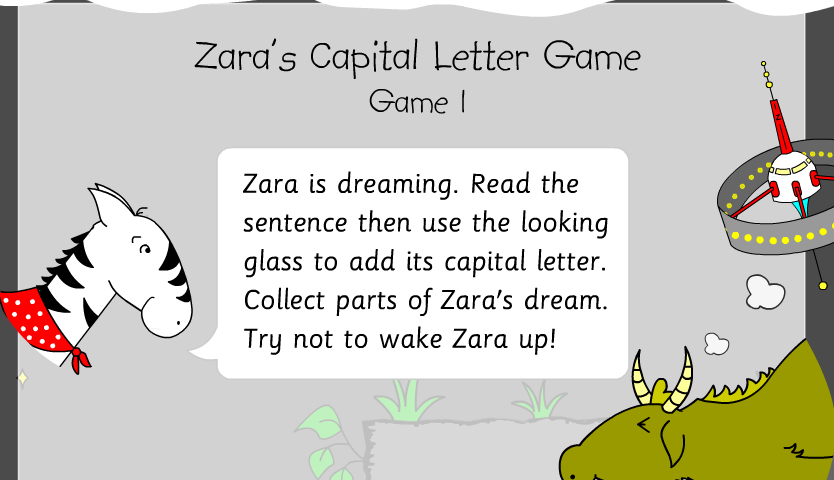 Zara's Capital Letter Game
Game 1
Zara is dreaming. Read the
sentence then use the looking
glass to add its capital letter.
Collect parts of Zara's dream.
Try not to wake Zara up!